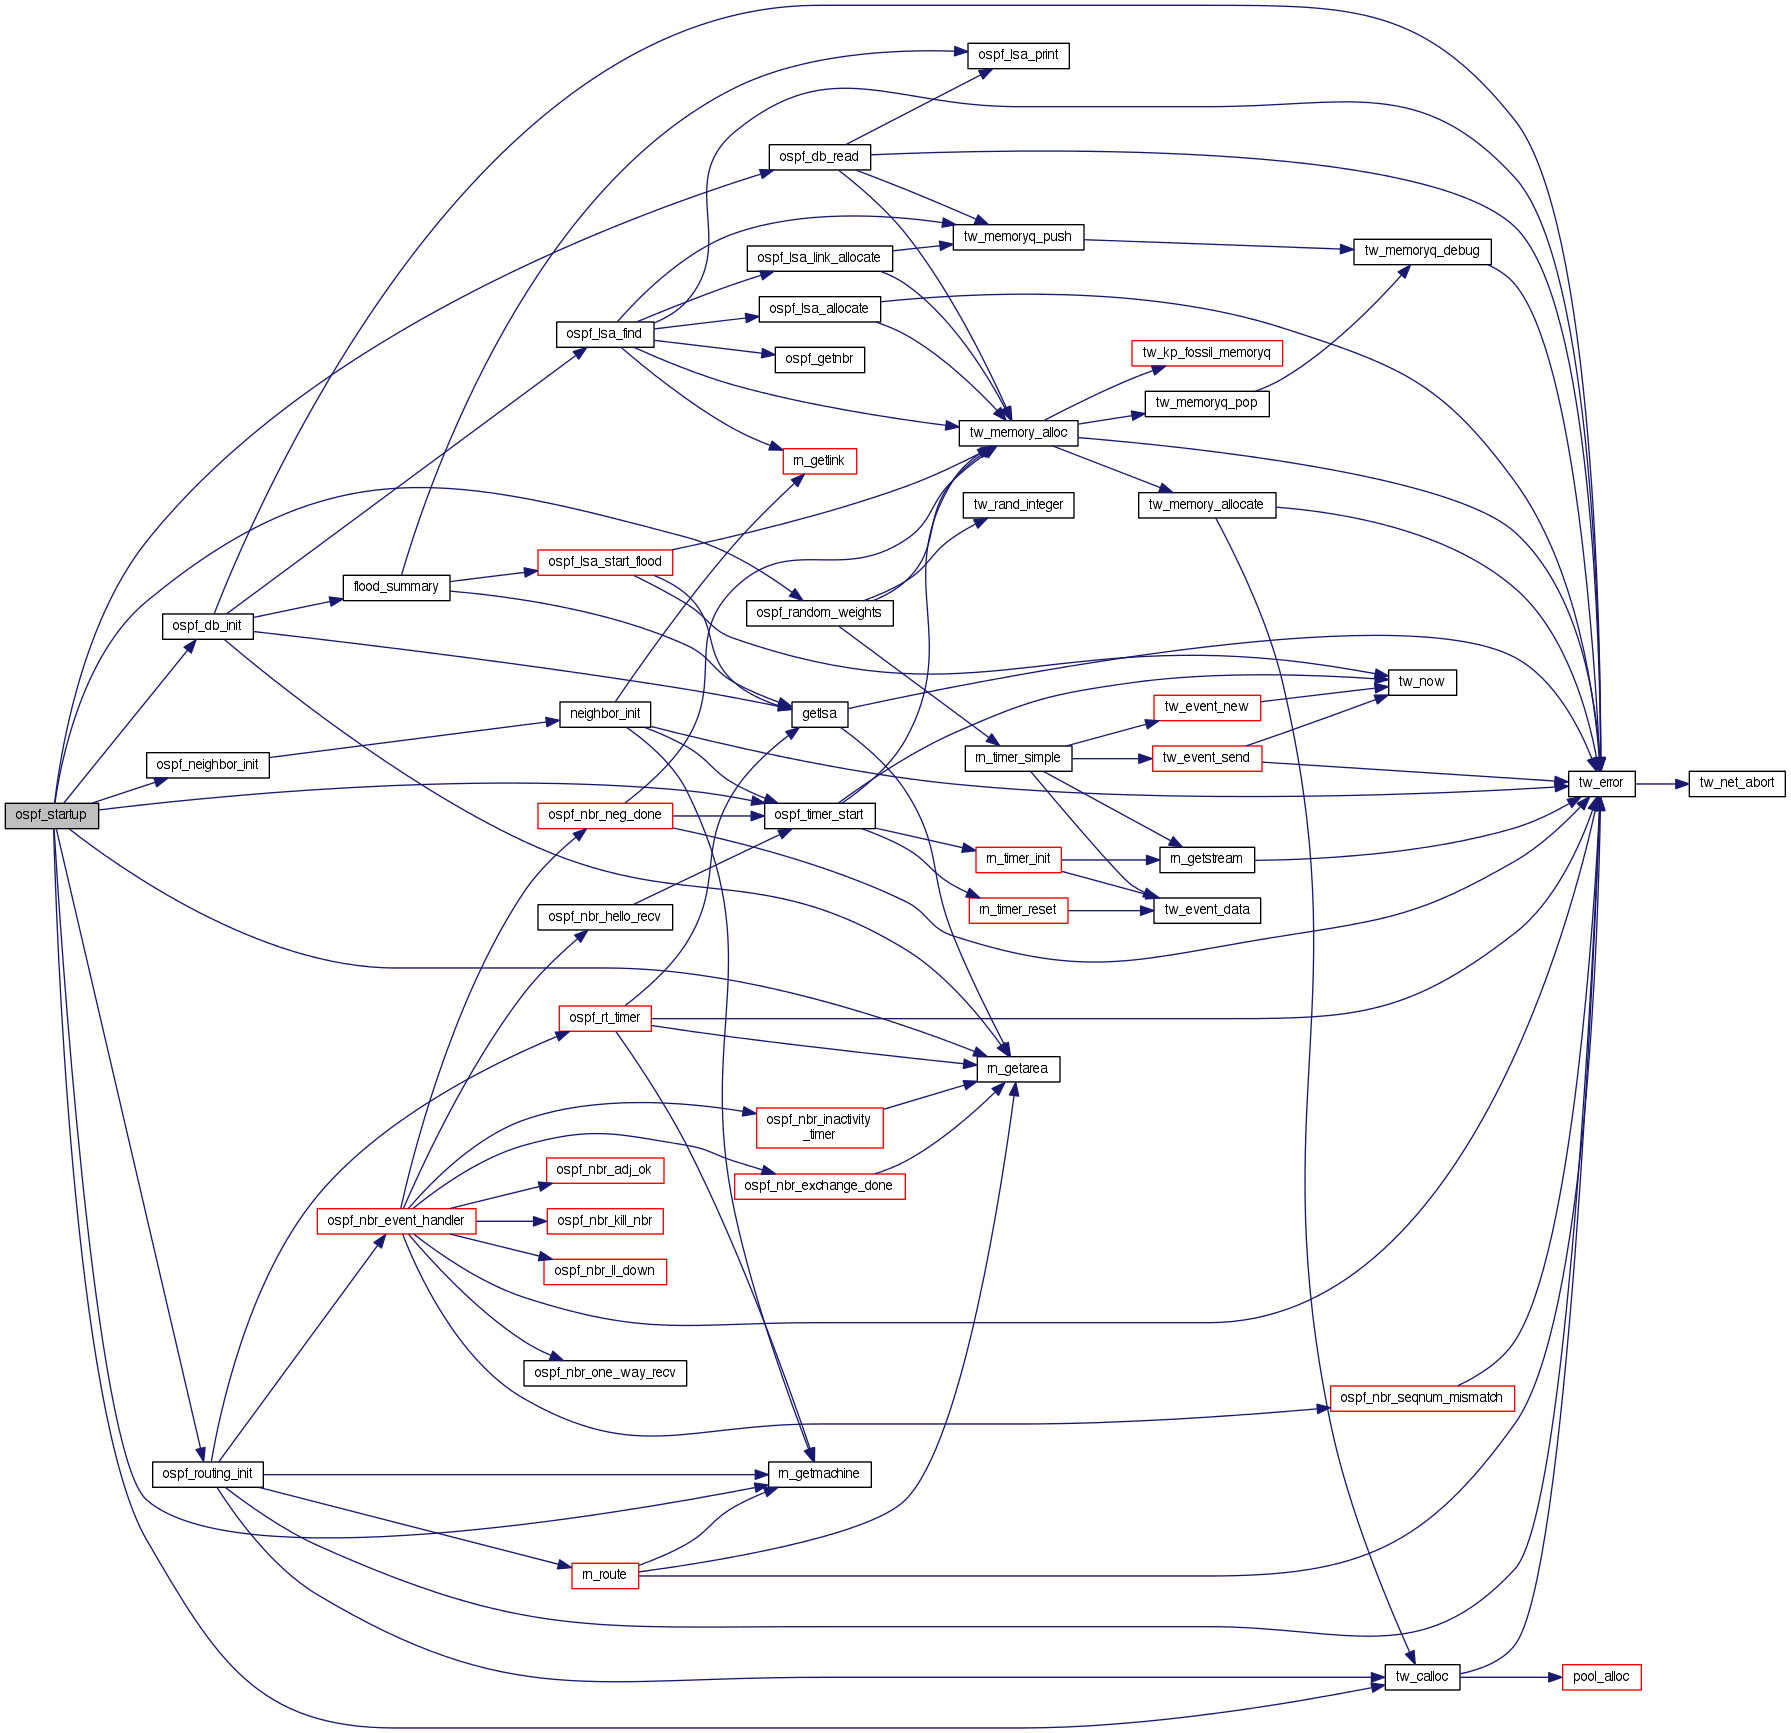 ospf_lsa_print
ospf_db_read
tw_memoryq_push
tw_memoryq_debug
ospf_lsa_link_allocate
ospf_lsa_allocate
ospf_lsa_find
ospf_getnbr
tw_kp_fossil_memoryq
tw_memoryq_pop
tw_memory_alloc
rn_getlink
tw_rand_integer
tw_memory_allocate
ospf_lsa_start_flood
flood_summary
ospf_random_weights
ospf_db_init
tw_now
neighbor_init
getlsa
tw_event_new
ospf_neighbor_init
rn_timer_simple
tw_event_send
tw_error
tw_net_abort
ospf_startup
ospf_nbr_neg_done
ospf_timer_start
rn_timer_init
rn_getstream
ospf_nbr_hello_recv
rn_timer_reset
tw_event_data
ospf_rt_timer
rn_getarea
ospf_nbr_inactivity
_timer
ospf_nbr_adj_ok
ospf_nbr_exchange_done
ospf_nbr_event_handler
ospf_nbr_kill_nbr
ospf_nbr_ll_down
ospf_nbr_one_way_recv
ospf_nbr_seqnum_mismatch
ospf_routing_init
rn_getmachine
rn_route
tw_calloc
pool_alloc